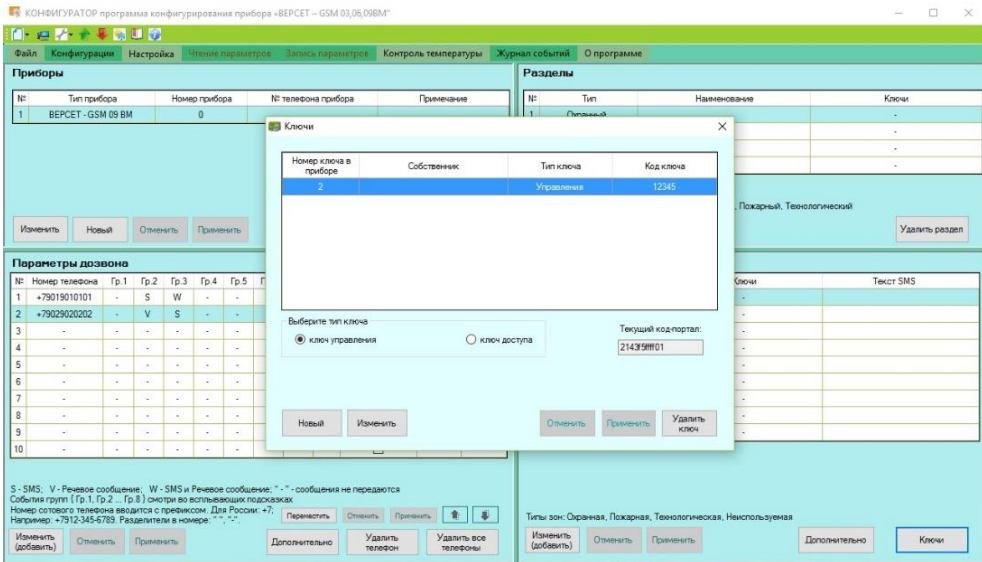 КОНФИГУРАТОР программа конфигурирования прибора «ВЕРСЕТ – GSM 03,06,09ВМ"
Файл Конфигурации Настройка Чтение параметров Запись параметров Контроль температуры Журнал событий О программе
Приборы
№ Тип прибора Номер прибора № телефона прибора Примечание
1 ВЕРСЕТ - GSM 09 ВМ 0
Изменить Новый Отменить Применить
Разделы
№ Тип Наименование Ключи
1 Охранный -
-
-
-
, Пожарный, Технологический
Удалить раздел
Ключи
Номер ключа в приборе Собственник Тип ключа Код ключа
2 Управления 12345
Выберите тип ключа
ключ управления ключ доступа
Текущий код-портал:
2143f5ffff01
Новый Изменить Отменить Применить Удалить ключ
Параметры дозвона
№ Номер телефона Гр.1 Гр.2 Гр.3 Гр.4 Гр.5
1 +79019010101 - S W - -
2 +79029020202 - V S - -
3 - - - - - -
4 - - - - - -
5 - - - - - -
6 - - - - - -
7 - - - - - -
8 - - - - - -
9 - - - - - -
10 - - - - - -
S - SMS; V - Речевое сообщение; W - SMS и Речевое сообщение; " - " - сообщения не передаются
События групп { Гр.1, Гр.2 ... Гр.8 } смотри во всплывающих подсказках
Номер сотового телефона вводится с префиксом. Для России: +7;
Например: +7912-345-6789. Разделители в номере: " ", "-".
Переместить Отменить Применить
Изменить (добавить) Отменить Применить Дополнительно Удалить телефон Удалить все телефоны
Ключи Текст SMS
-
-
-
-
-
-
-
-
-
Типы зон: Охранная, Пожарная, Технологическая, Неиспользуемая
Изменить (добавить) Отменить Применить Дополнительно Ключи